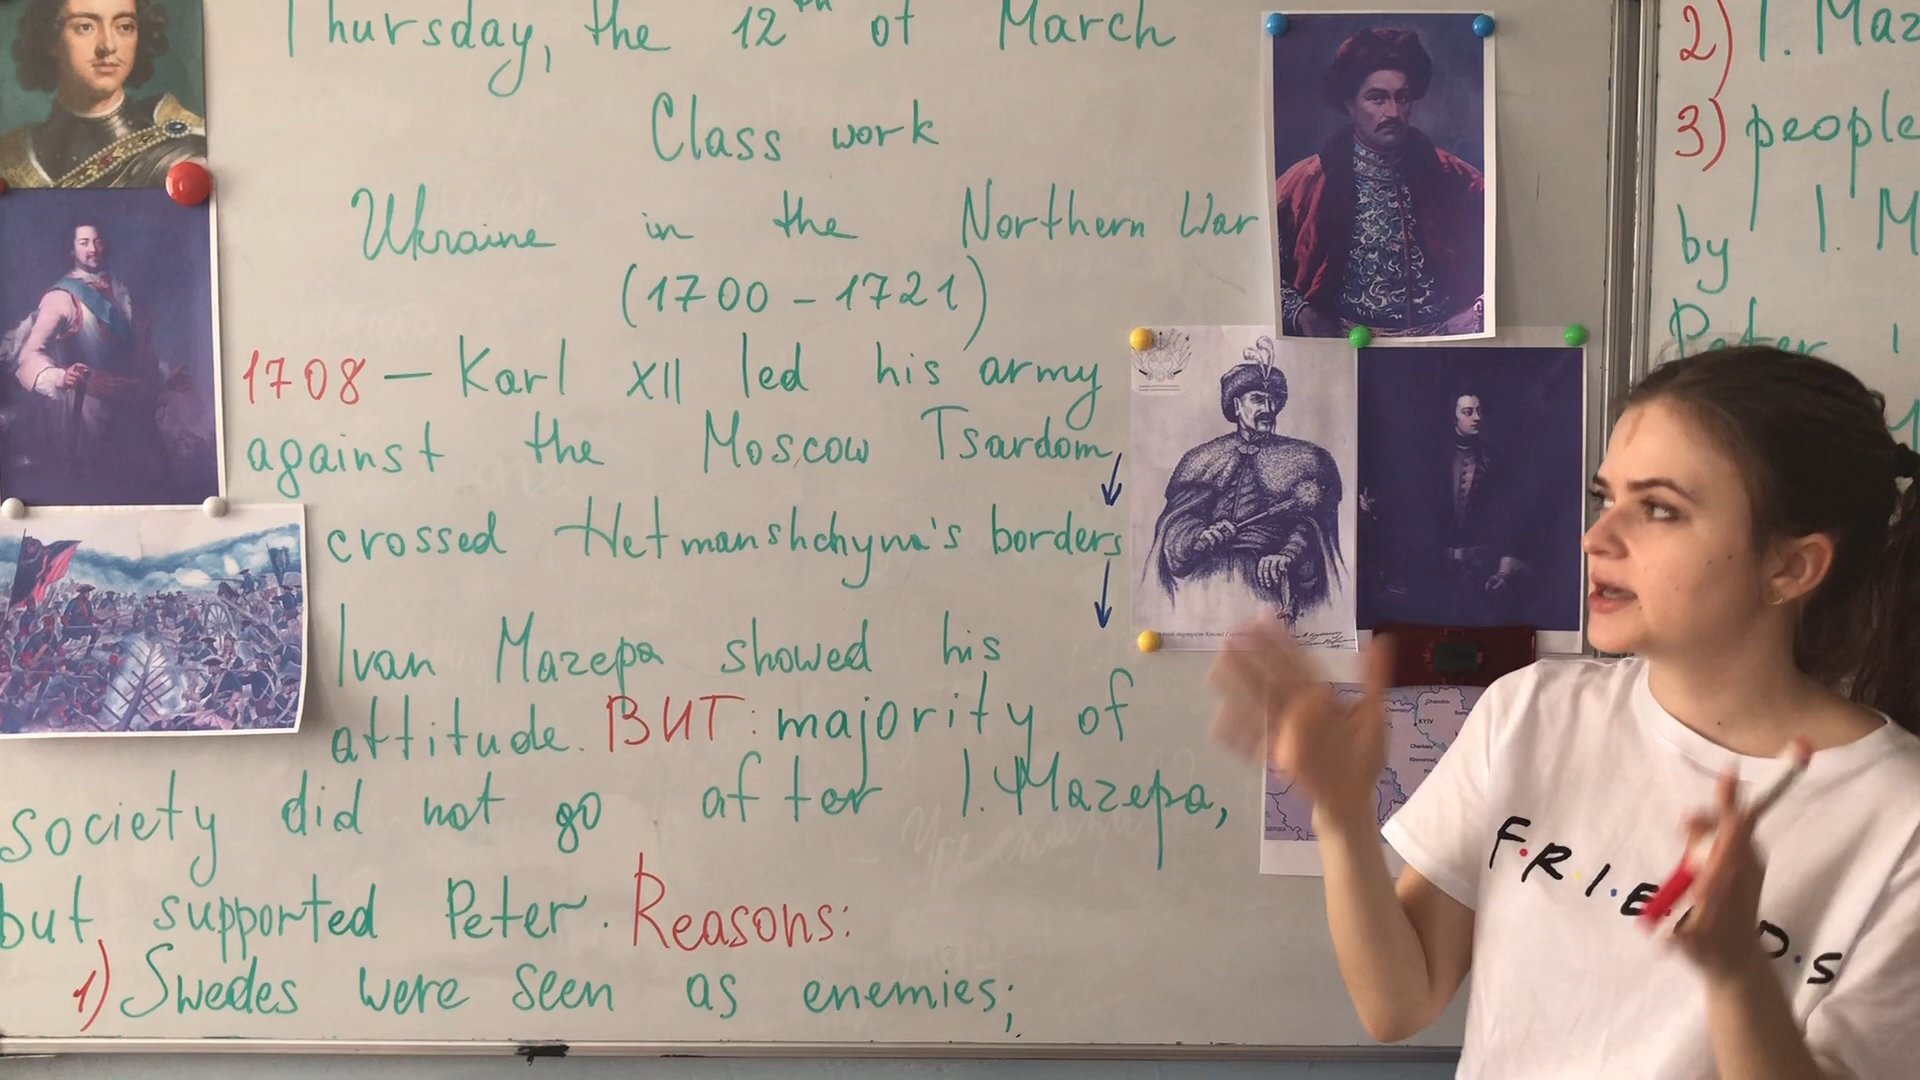 Thursday, the 12th of March
Class work
Ukraine in the Northern War
(1700 - 1721)
1708 — Karl XII led his army
against the Moscow Tsardom,
crossed Hetmanshchyna's borders
Ivan Mazepa showed his
attitude. BUT: majority of
society did not go after I. Mazepa,
but supported Peter. Reasons:
1) Swedes were seen as enemies;
2) I. Maz
3) people
by I. M
Peter
KYIV
Cherkasy
F.R.I.E DS